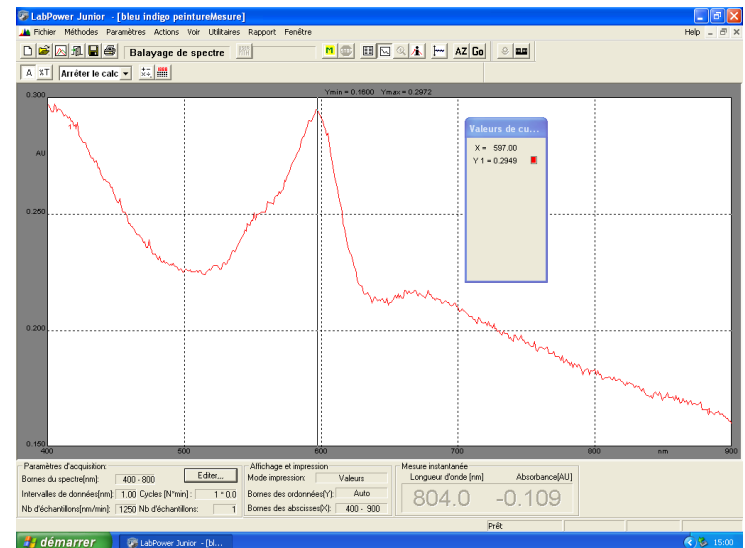 LabPower Junior - [bleu indigo peintureMesure]
Fichier Méthodes Paramètres Actions Voir Utilitaires Rapport Fenêtre Help
Balayage de spectre M AZ Go
A %T Arréter le calc
Ymin = 0.1600 Ymax = 0.2972
0.300
1
AU
0.250
0.200
0.150
400 500 600 700 800 nm 900
Valeurs de cu...
X = 597.00
Y 1 = 0.2949
Paramètres d'acquisition:
Bornes du spectre(nm): 400 - 800 Editer...
Intervalles de données(nm): 1.00 Cycles [N*min] : 1 * 0.0
Nb d'échantillons[nm/min]: 1250 Nb d'échantillons: 1
Affichage et impression
Mode impression: Valeurs
Bornes des ordonnées(Y): Auto
Bornes des abscisses(X): 400 - 900
Mesure instantanée
Longueur d'onde [nm] Absorbance[AU]
804.0 -0.109
Prêt
démarrer LabPower Junior - [bl... 15:00